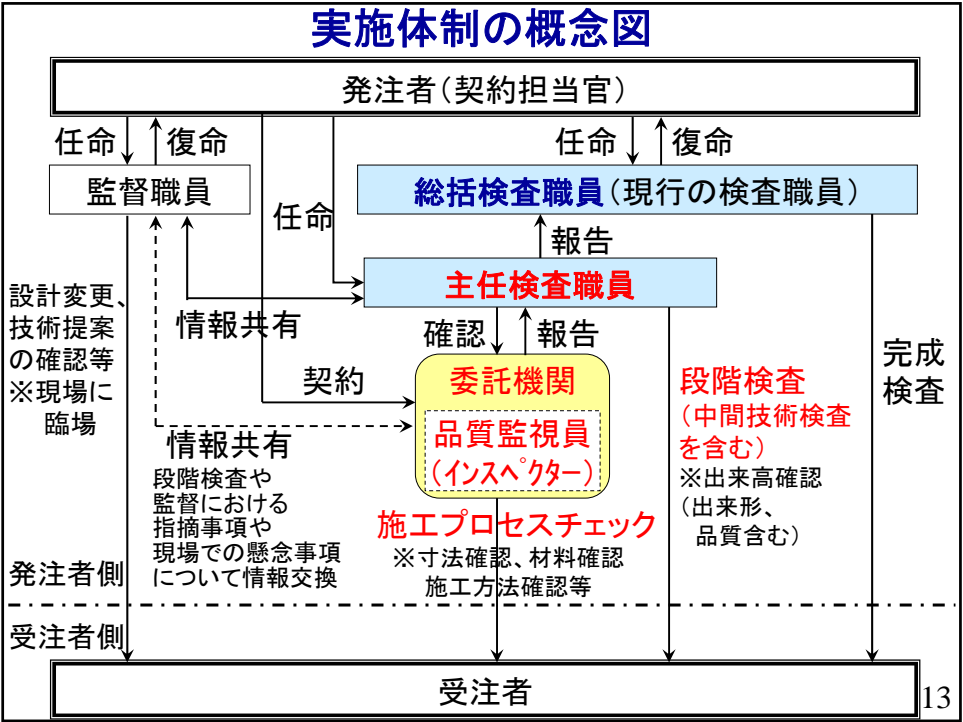 実施体制の概念図
発注者（契約担当官）
任命
復命
任命
復命
監督職員
総括検査職員（現行の検査職員）
任命
報告
主任検査職員
設計変更、
技術提案
の確認等
※現場に
臨場
情報共有
確認
報告
契約
委託機関
品質監視員
（インスペクター）
段階検査
（中間技術検査
を含む）
※出来高確認
（出来形、
品質含む）
完成
検査
情報共有
段階検査や
監督における
指摘事項や
現場での懸念事項
について情報交換
施工プロセスチェック
※寸法確認、材料確認
施工方法確認等
発注者側
受注者側
受注者
13